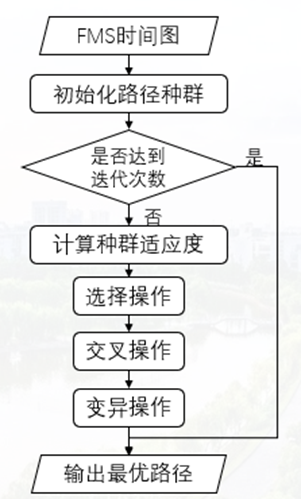 FMS时间图
初始化路径种群
是否达到
迭代次数
是
否
计算种群适应度
选择操作
交叉操作
变异操作
输出最优路径